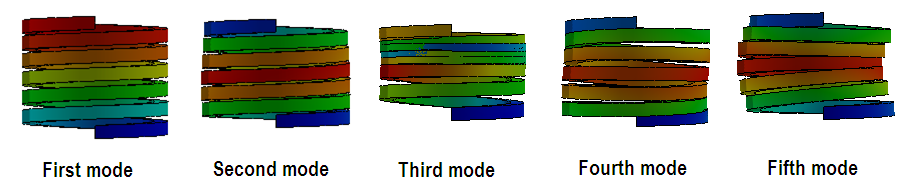 First mode
Second mode
Third mode
Fourth mode
Fifth mode